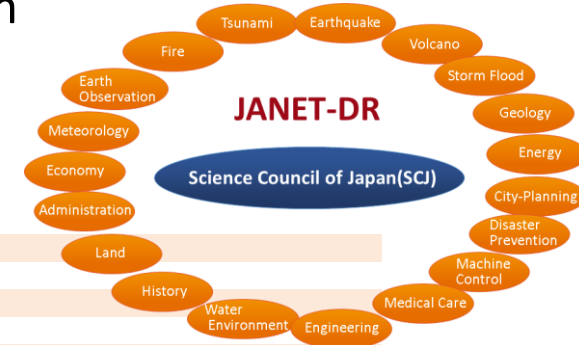 Tsunami
Earthquake
Fire
Volcano
Earth
Observation
Storm Flood
JANET-DR
Geology
Meteorology
Energy
Economy
Science Council of Japan(SCJ)
City-Planning
Administration
Disaster
Prevention
Land
Machine
Control
History
Medical Care
Water
Environment
Engineering